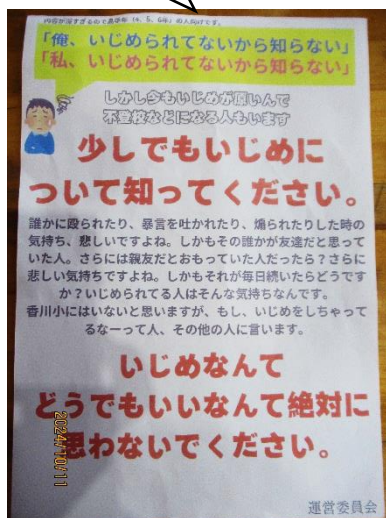 内容が深すぎるので高学年(4、5、6年)の人向けです。
「俺、いじめられてないから知らない」
「私、いじめられてないから知らない」
しかし今もいじめが原いんで
不登校などになる人もいます
少しでもいじめに
ついて知ってください。
誰かに殴られたり、暴言を吐かれたり、煽られたりした時の
気持ち、悲しいですよね。しかもその誰かが友達だと思って
いた人。さらには親友だとおもっていた人だったら?さらに
悲しい気持ちですよね。しかもそれが毎日続いたらどうです
か?いじめられてる人はそんな気持ちなんです。
香川小にはいないと思いますが、もし、いじめをしちゃって
るなーって人、その他の人に言います。
いじめなんて
どうでもいいなんて絶対に
思わないでください。
2024/10/11
運営委員会